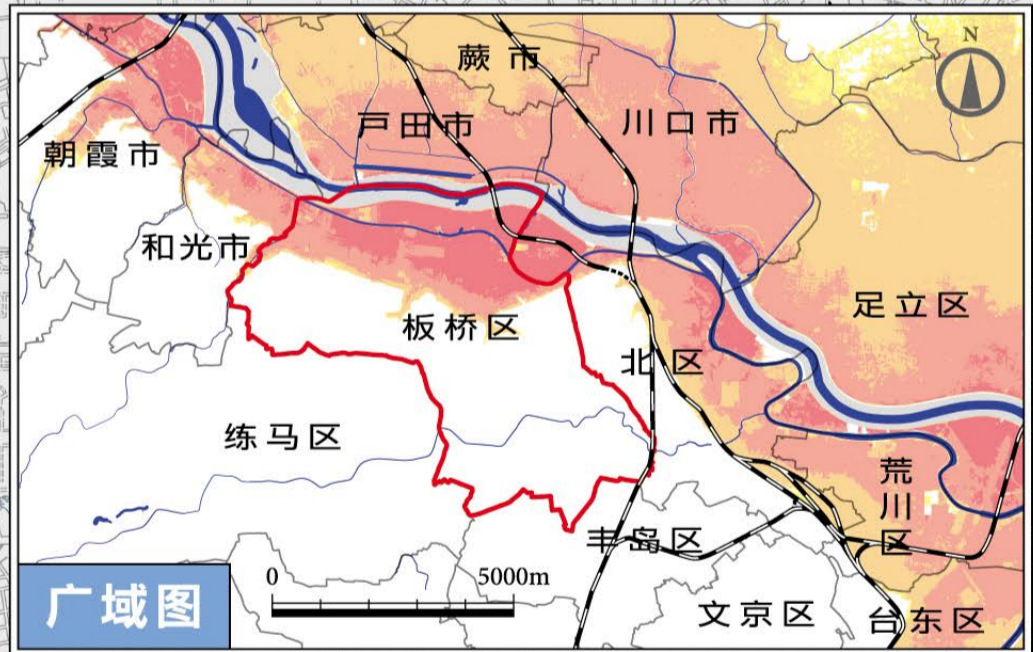 N
蕨市
戸田市
川口市
朝霞市
和光市
足立区
板桥区
北区
练马区
荒川区
丰岛区
0 5000m
广域图
文京区
台东区